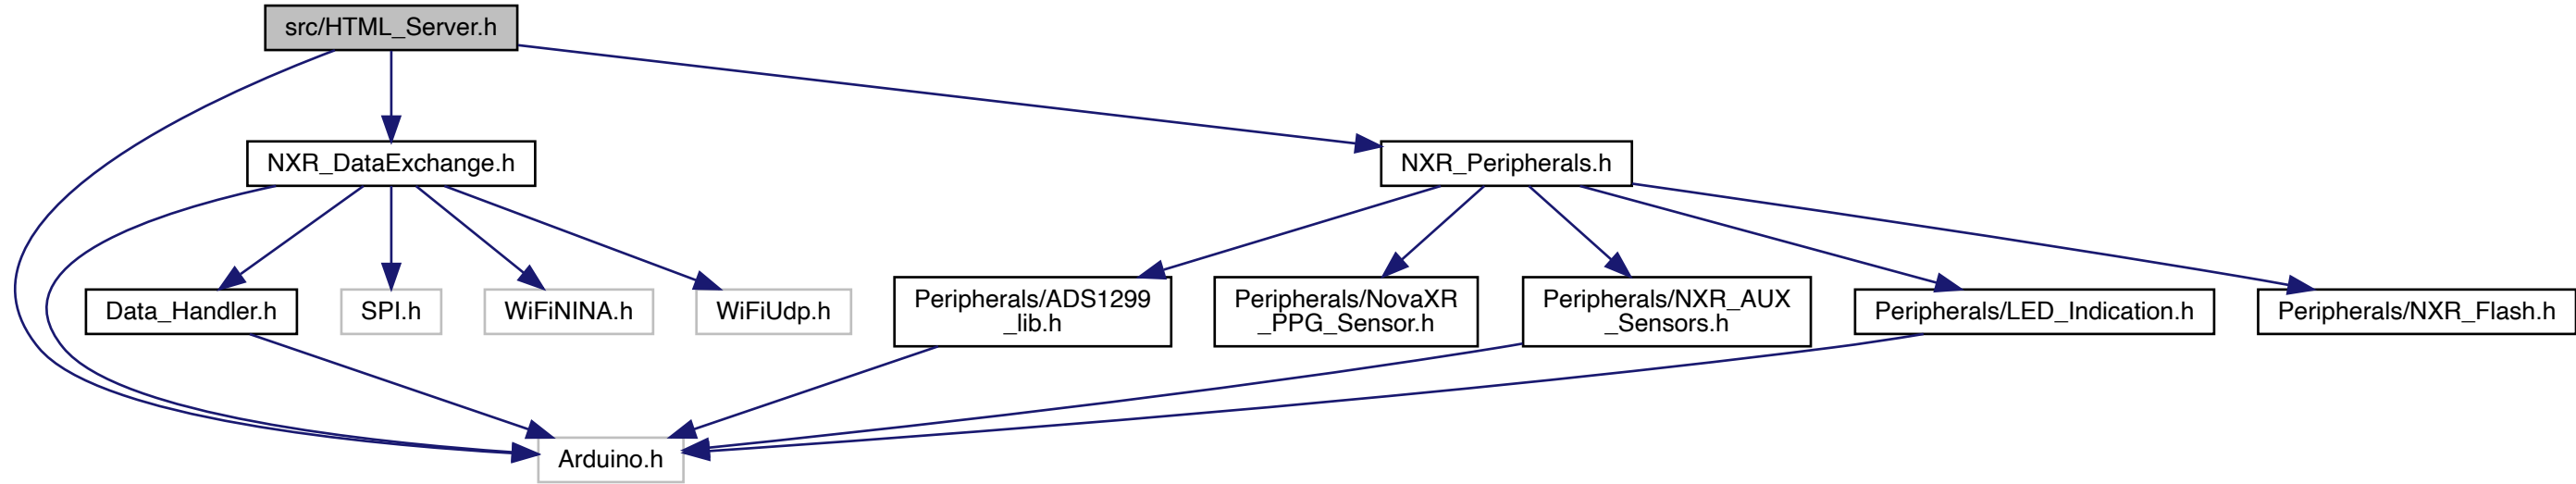 src/HTML_Server.h
NXR_DataExchange.h
NXR_Peripherals.h
Data_Handler.h
SPI.h
WiFiNINA.h
WiFiUdp.h
Peripherals/ADS1299
_lib.h
Peripherals/NovaXR
_PPG_Sensor.h
Peripherals/NXR_AUX
_Sensors.h
Peripherals/LED_Indication.h
Peripherals/NXR_Flash.h
Arduino.h